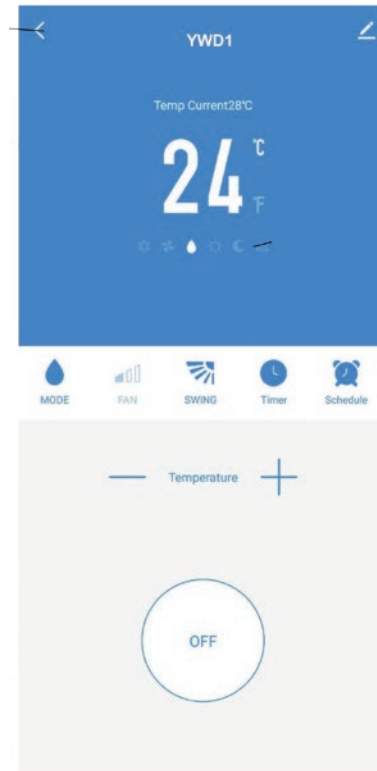 YWD1
Temp Current28℃
24 ℃
℉
MODE FAN SWING Timer Schedule
Temperature
OFF